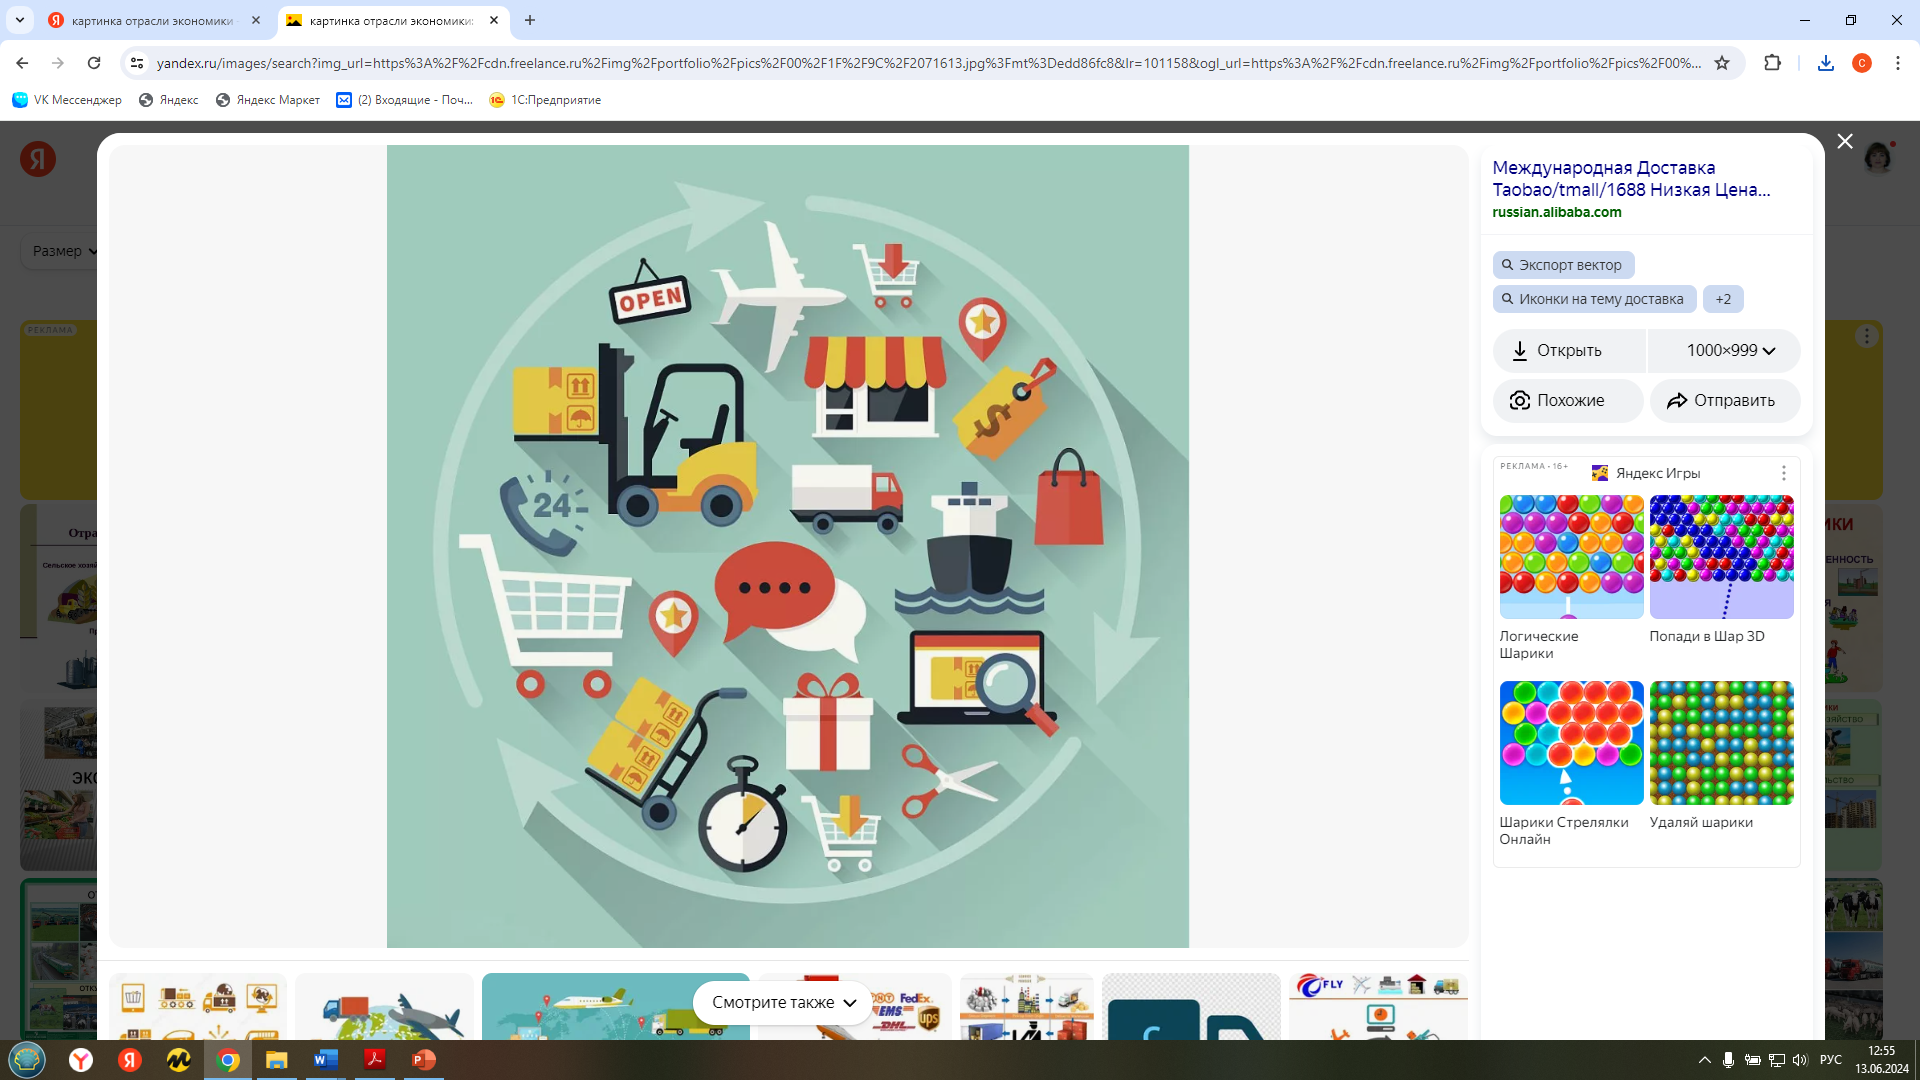 картинка отрасли экономики
картинка отрасли экономики:
yandex.ru/images/search?img_url=https%3A%2F%2Fcdn.freelance.ru%2Fimg%2Fportfolio%2Fpics%2F00%2F1F%2F9C%2F2071613.jpg%3Fmt%3Dedd86fc8&lr=101158&ogl_url=https%3A%2F%2Fcdn.freelance.ru%2Fimg%2Fportfolio%2Fpics%2F00%...
С
VK Мессенджер
Яндекс
Яндекс Маркет
(2) Входящие - Поч...
1С:Предприятие
Я
Размер
РЕКЛАМА
OPEN
$
24
Международная Доставка
Taobao/tmall/1688 Низкая Цена...
russian.alibaba.com
Экспорт вектор
Иконки на тему доставка
+2
Открыть
1000×999
Похожие
Отправить
РЕКЛАМА • 16+
Яндекс Игры
Логические
Шарики
Попади в Шар 3D
Шарики Стрелялки
Онлайн
Удаляй шарики
Смотрите также
FedEx
EMS
DHL
ups
FLY
РУС
12:55
13.06.2024